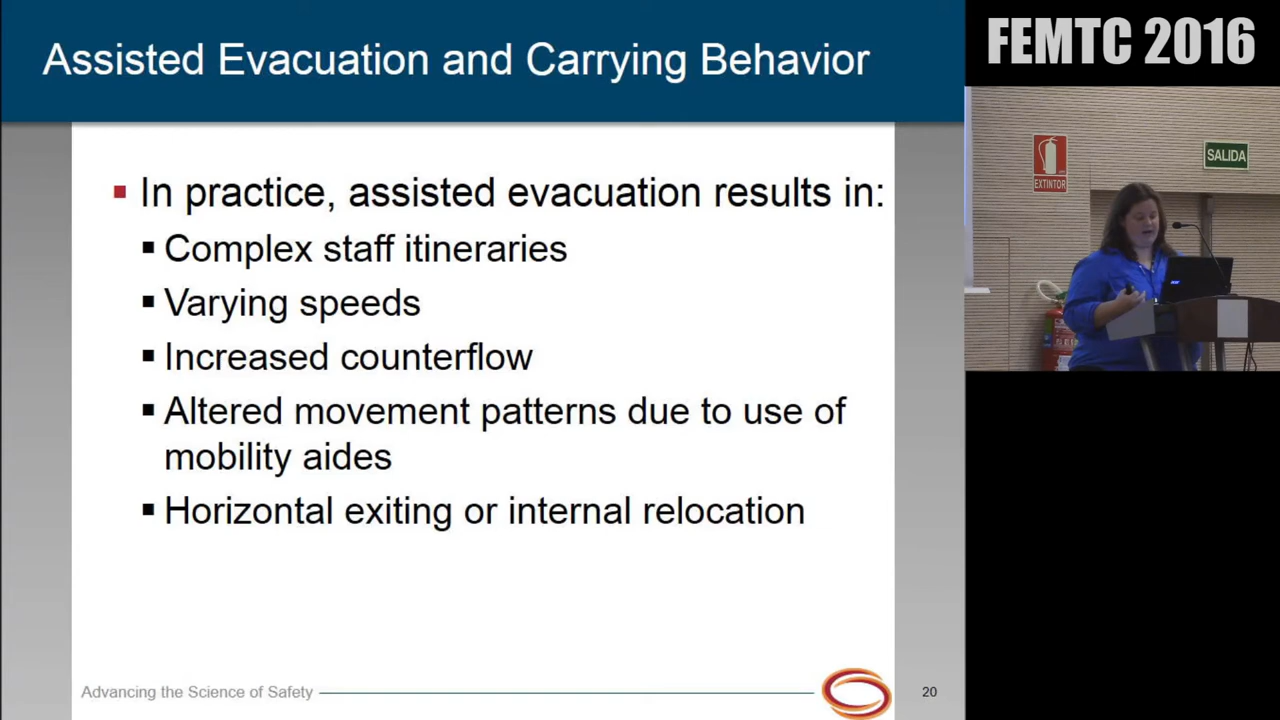 Assisted Evacuation and Carrying Behavior
In practice, assisted evacuation results in:
Complex staff itineraries
Varying speeds
Increased counterflow
Altered movement patterns due to use of
mobility aides
Horizontal exiting or internal relocation
Advancing the Science of Safety
20
FEMTC 2016
EXTINTOR
SALIDA